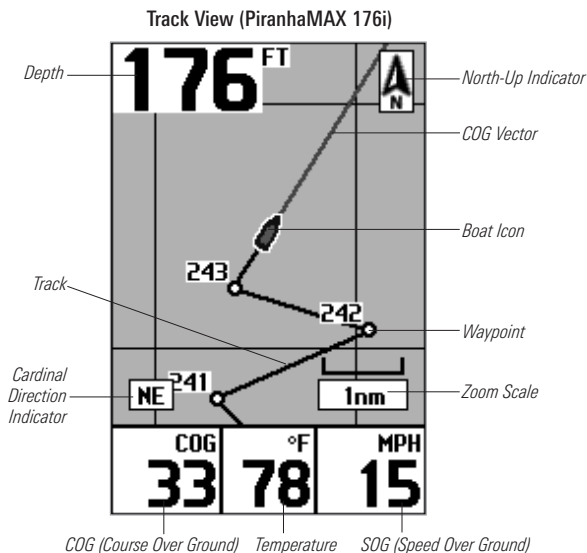 Track View (PiranhaMAX 176i)
Depth
176 FT
N
North-Up Indicator
COG Vector
Boat Icon
243
Track
242
Waypoint
Cardinal
Direction
Indicator
NE
241
1nm
Zoom Scale
COG
33
°F
78
MPH
15
COG (Course Over Ground)
Temperature
SOG (Speed Over Ground)